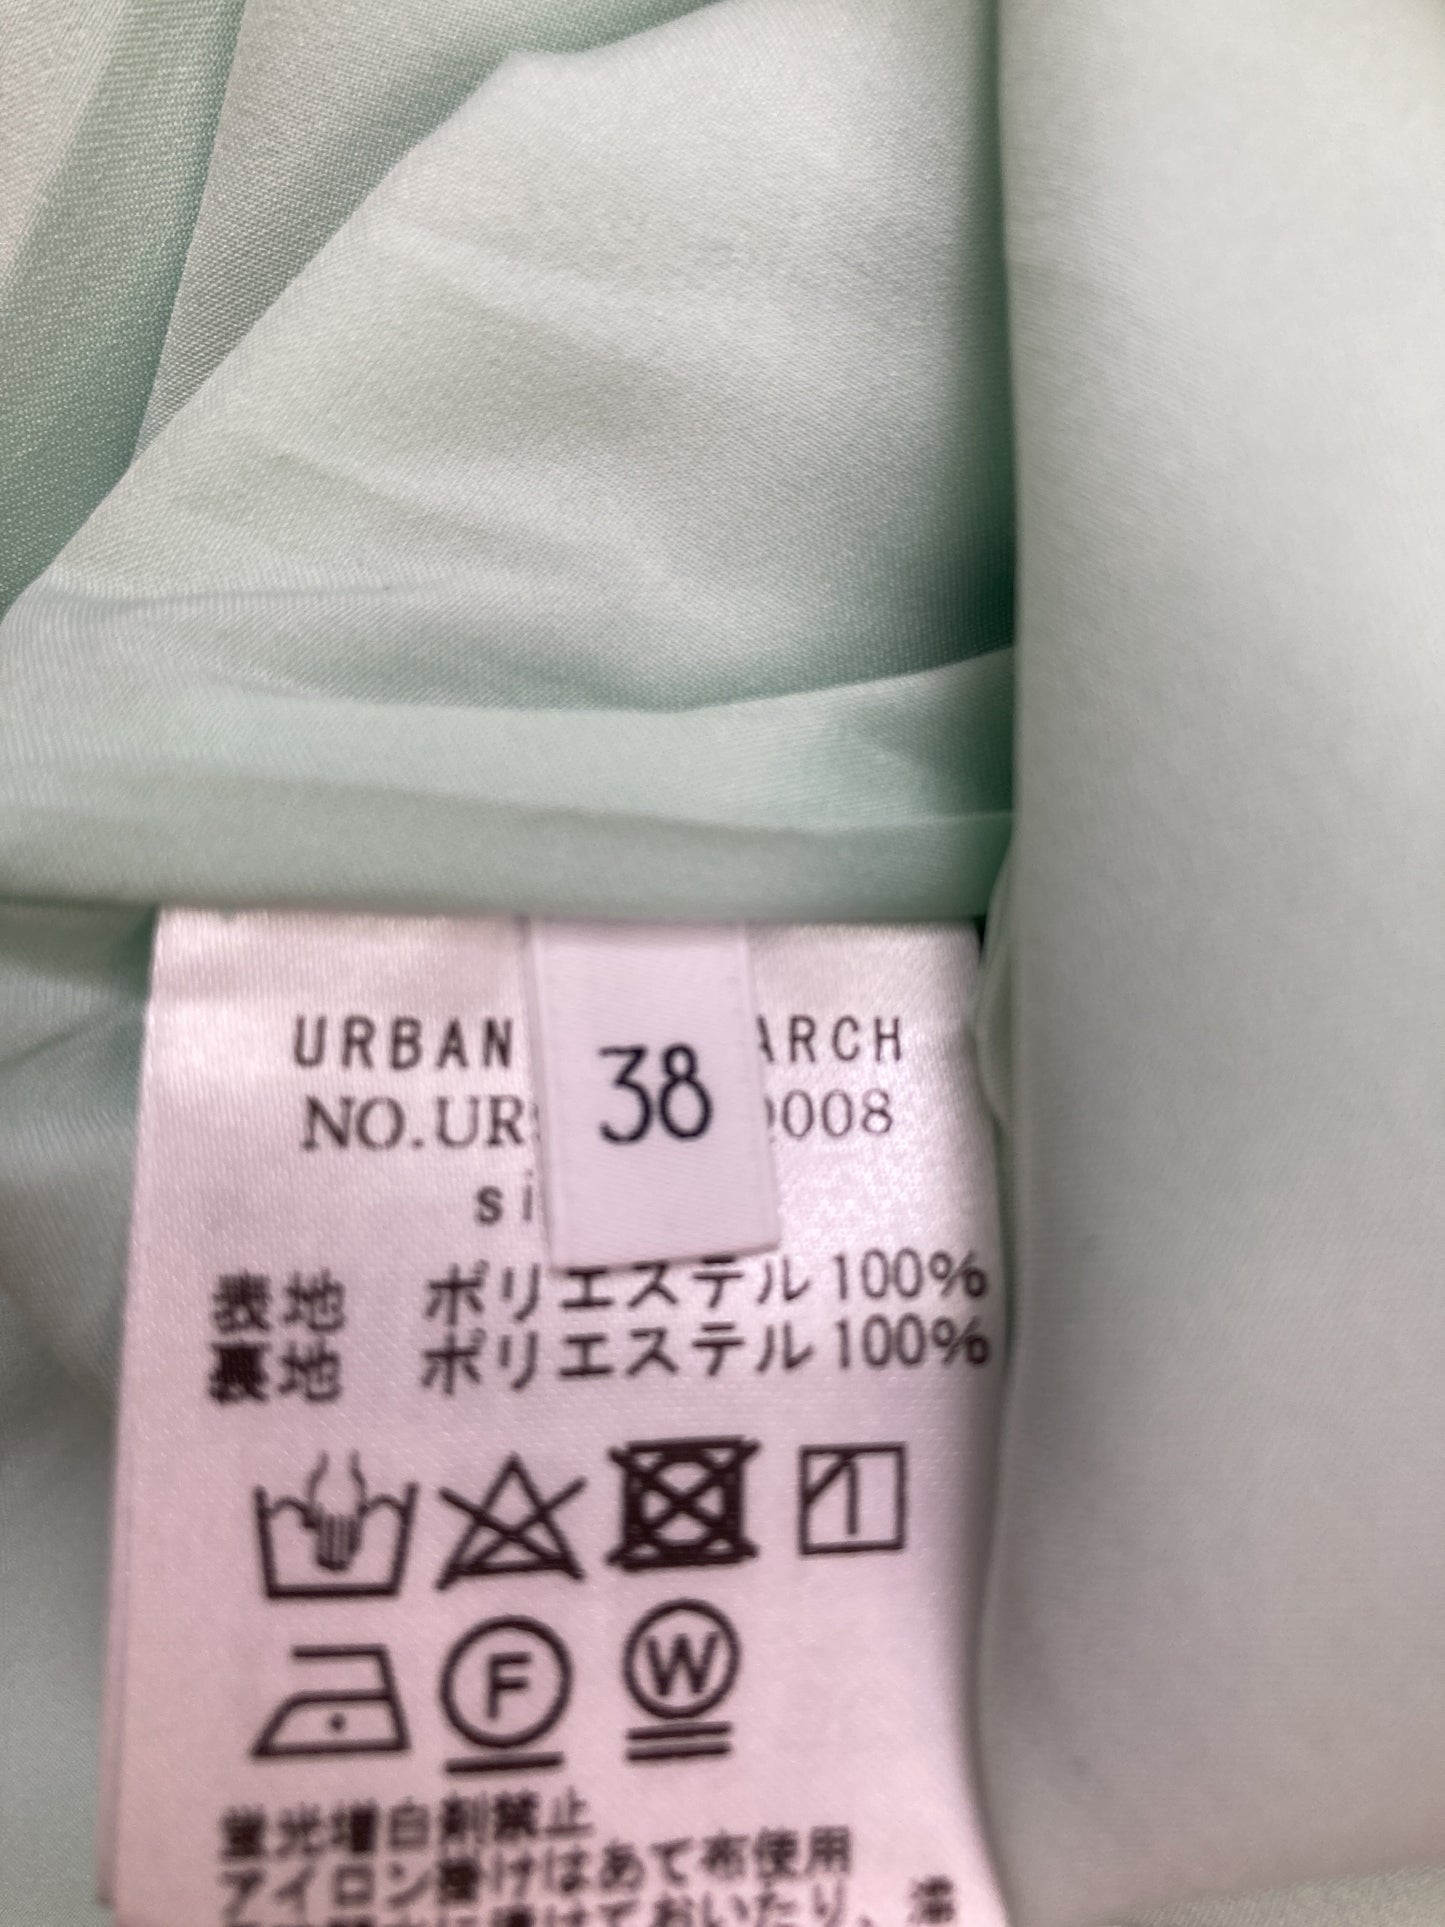 URBAN
ARCH
38
NO.UR
008
si
表地 ポリエステル 100%
裏地 ポリエステル 100%
F
W
蛍光増白剤禁止
アイロン掛けはあて布使用